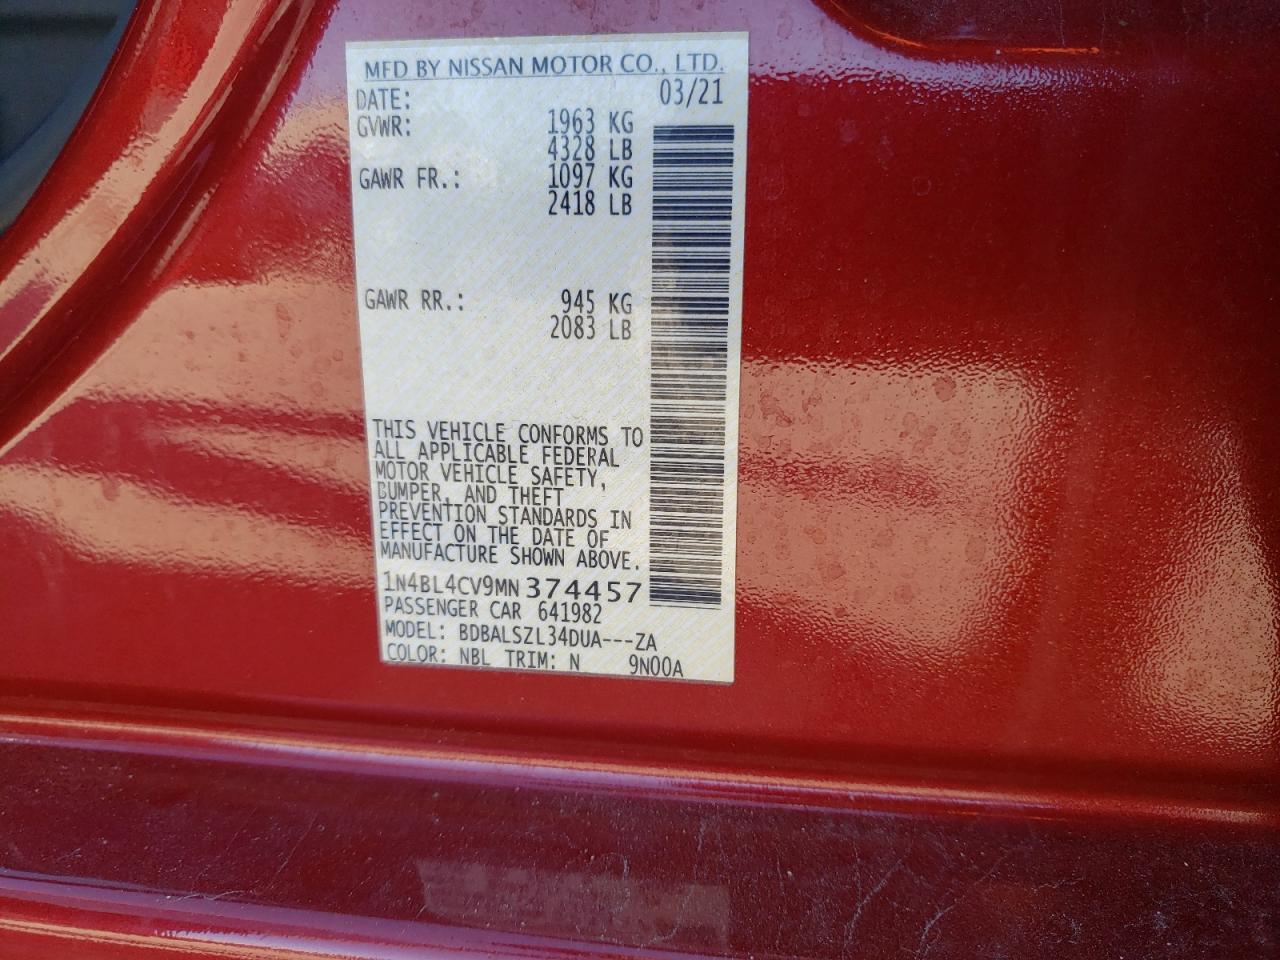 MFD BY NISSAN MOTOR CO., LTD.
DATE: 03/21
GVWR: 1963 KG
4328 LB
GAWR FR.: 1097 KG
2418 LB
GAWR RR.: 945 KG
2083 LB
THIS VEHICLE CONFORMS TO
ALL APPLICABLE FEDERAL
MOTOR VEHICLE SAFETY,
BUMPER, AND THEFT
PREVENTION STANDARDS IN
EFFECT ON THE DATE OF
MANUFACTURE SHOWN ABOVE.
1N4BL4CV9MN374457
PASSENGER CAR 641982
MODEL: BDBALSZL34DUA---ZA
COLOR: NBL TRIM: N 9N00A